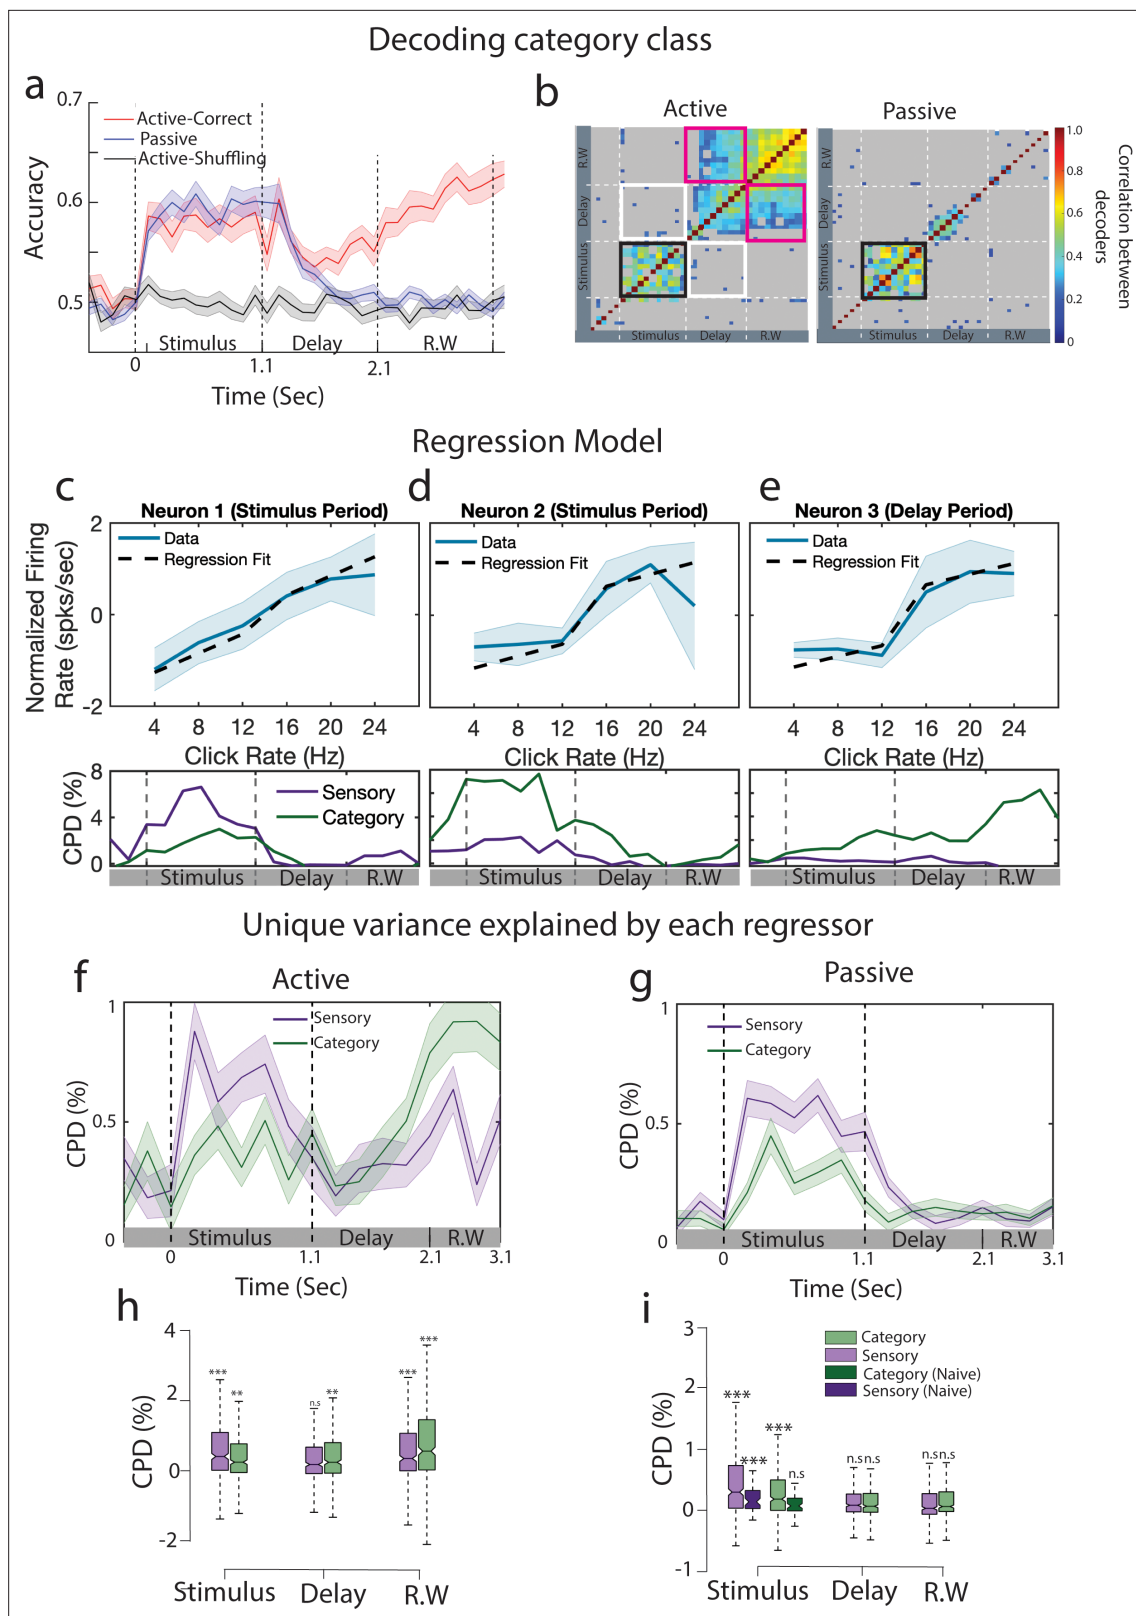 Decoding category class
a
0.7
0.6
0.5
Accuracy
Active-Correct
Passive
Active-Shuffling
Stimulus
Delay
R.W
0
1.1
2.1
Time (Sec)
b
Active
Passive
R.W
Delay
Stimulus
Stimulus
Delay
R.W
R.W
Delay
Stimulus
Stimulus
Delay
R.W
1.0
0.8
0.6
0.4
0.2
0
Correlation between
decoders
Regression Model
c
Neuron 1 (Stimulus Period)
Data
Regression Fit
2
0
-2
Normalized Firing
Rate (spks/sec)
4 8 12 16 20 24
Click Rate (Hz)
8
4
0
CPD (%)
Sensory
Category
Stimulus
Delay
R.W
d
Neuron 2 (Stimulus Period)
Data
Regression Fit
4 8 12 16 20 24
Click Rate (Hz)
Stimulus
Delay
R.W
e
Neuron 3 (Delay Period)
Data
Regression Fit
4 8 12 16 20 24
Click Rate (Hz)
Stimulus
Delay
R.W
Unique variance explained by each regressor
f
Active
1
0.5
0
CPD (%)
Sensory
Category
Stimulus
Delay
R.W
0
1.1
2.1
3.1
Time (Sec)
g
Passive
1
0.5
0
CPD (%)
Sensory
Category
Stimulus
Delay
R.W
0
1.1
2.1
3.1
Time (Sec)
h
4
2
0
-2
CPD (%)
***
**
n.s
**
***
***
Stimulus
Delay
R.W
i
3
2
1
0
-1
CPD (%)
Category
Sensory
Category (Naive)
Sensory (Naive)
***
***
***
n.s
n.s n.s
n.s n.s
Stimulus
Delay
R.W